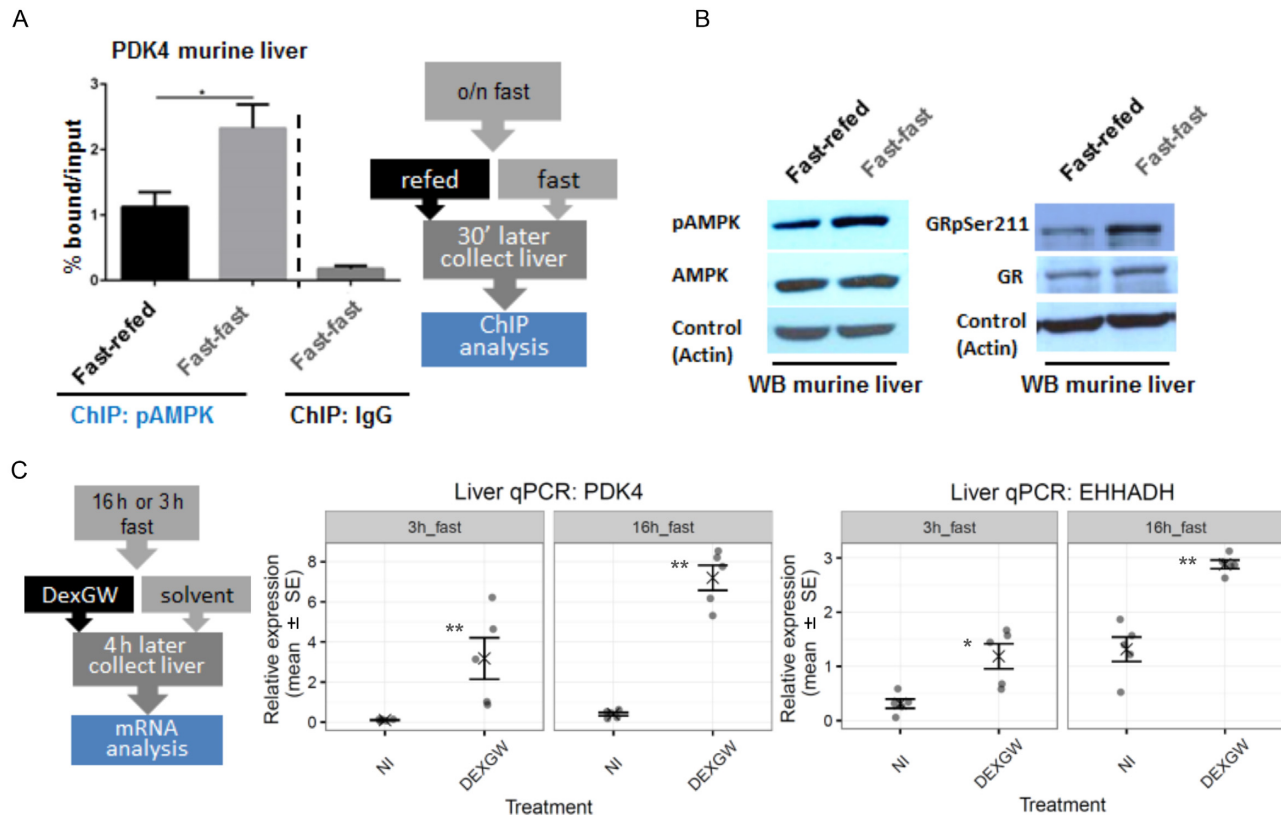 A
PDK4 murine liver
% bound/input
3
2
1
0
*
Fast-refed
Fast-fast
Fast-fast
ChIP: pAMPK
ChIP: IgG
o/n fast
refed
fast
30' later
collect liver
ChIP
analysis
B
Fast-refed
Fast-fast
pAMPK
AMPK
Control
(Actin)
WB murine liver
Fast-refed
Fast-fast
GRpSer211
GR
Control
(Actin)
WB murine liver
C
16h or 3h
fast
DexGW
solvent
4h later
collect liver
mRNA
analysis
Liver qPCR: PDK4
3h_fast
16h_fast
Relative expression
(mean ± SE)
8
6
4
2
0
**
**
NI
DEXGW
NI
DEXGW
Treatment
Liver qPCR: EHHADH
3h_fast
16h_fast
Relative expression
(mean ± SE)
3
2
1
0
*
**
NI
DEXGW
NI
DEXGW
Treatment